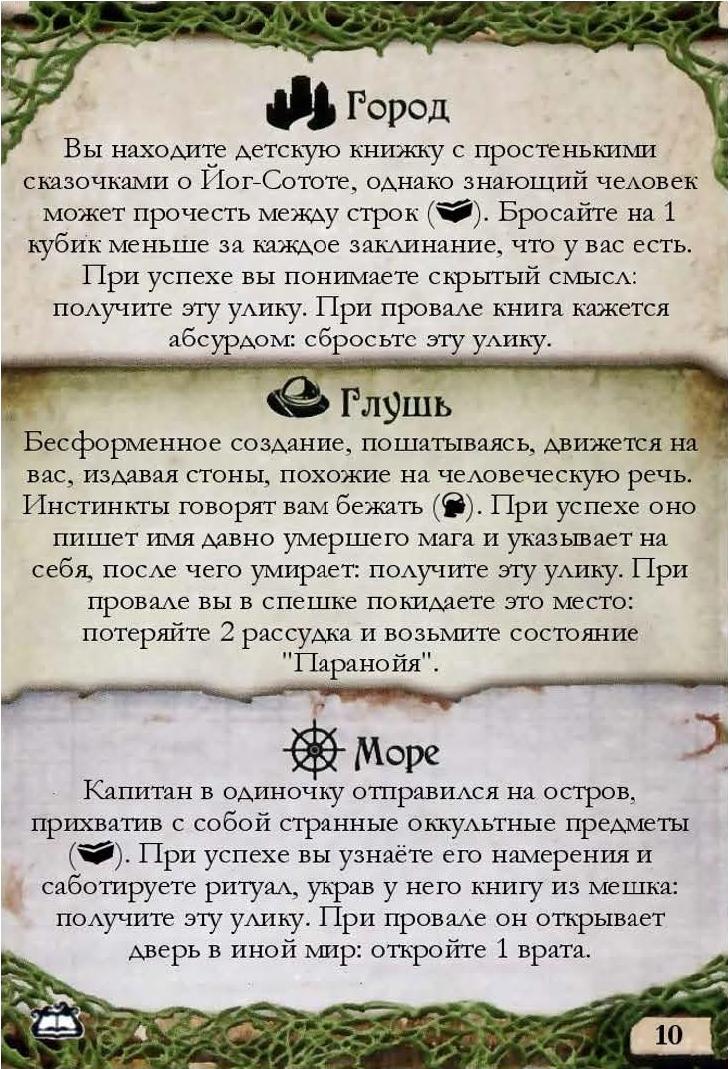 Город
Вы находите детскую книжку с простенькими
сказочками о Йог-Сототе, однако знающий человек
может прочесть между строк (). Бросайте на 1
кубик меньше за каждое заклинание, что у вас есть.
При успехе вы понимаете скрытый смысл:
получите эту улику. При провале книга кажется
абсурдом: сбросьте эту улику.
Глушь
Бесформенное создание, пошатываясь, движется на
вас, издавая стоны, похожие на человеческую речь.
Инстинкты говорят вам бежать (). При успехе оно
пишет имя давно умершего мага и указывает на
себя, после чего умирает: получите эту улику. При
провале вы в спешке покидаете это место:
потеряйте 2 рассудка и возьмите состояние
"Паранойя".
Море
Капитан в одиночку отправился на остров,
прихватив с собой странные оккультные предметы
(). При успехе вы узнаёте его намерения и
саботируете ритуал, украв у него книгу из мешка:
получите эту улику. При провале он открывает
дверь в иной мир: откройте 1 врата.
10